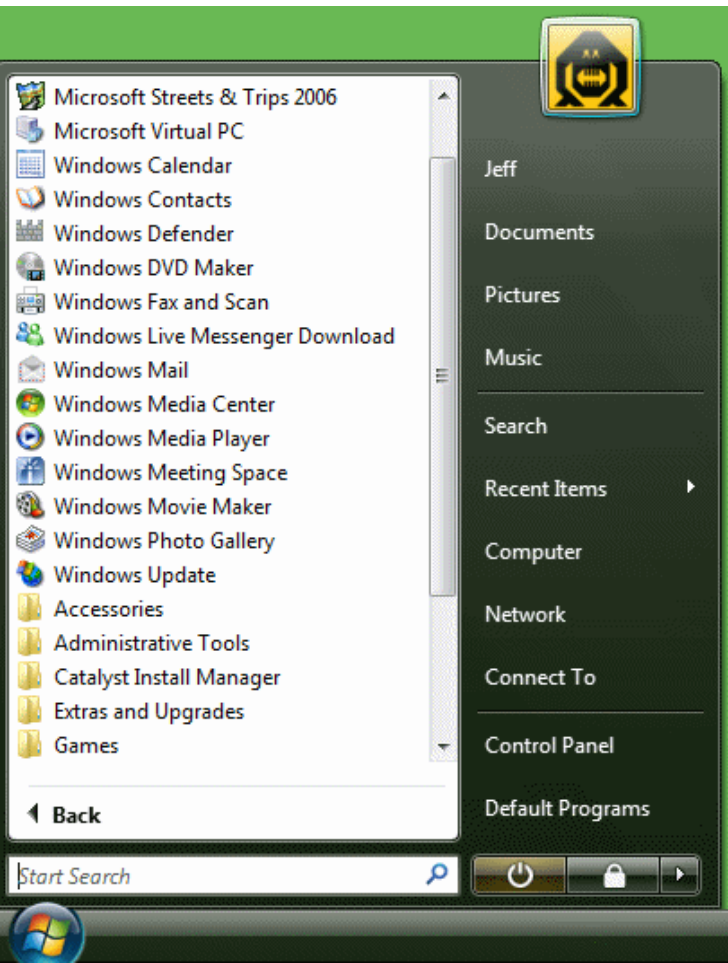 Microsoft Streets & Trips 2006
Microsoft Virtual PC
Windows Calendar
Windows Contacts
Windows Defender
Windows DVD Maker
Windows Fax and Scan
Windows Live Messenger Download
Windows Mail
Windows Media Center
Windows Media Player
Windows Meeting Space
Windows Movie Maker
Windows Photo Gallery
Windows Update
Accessories
Administrative Tools
Catalyst Install Manager
Extras and Upgrades
Games
Back
Start Search
Jeff
Documents
Pictures
Music
Search
Recent Items
Computer
Network
Connect To
Control Panel
Default Programs